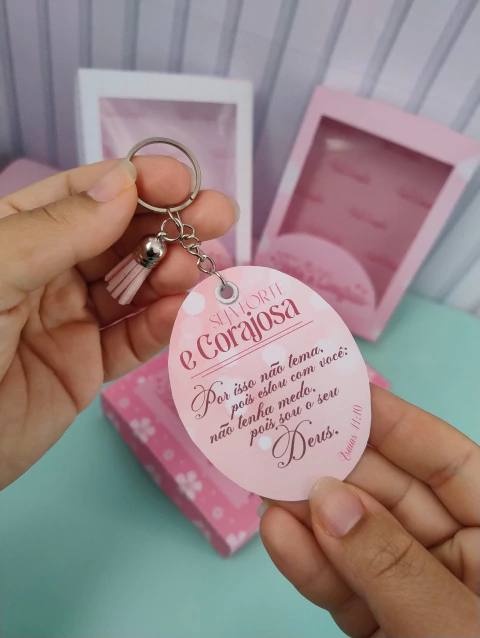 SEJA FORTE
e Corajosa
Por isso não tema,
pois estou com você;
não tenha medo,
pois sou o seu
Deus.
Isaías 41:10